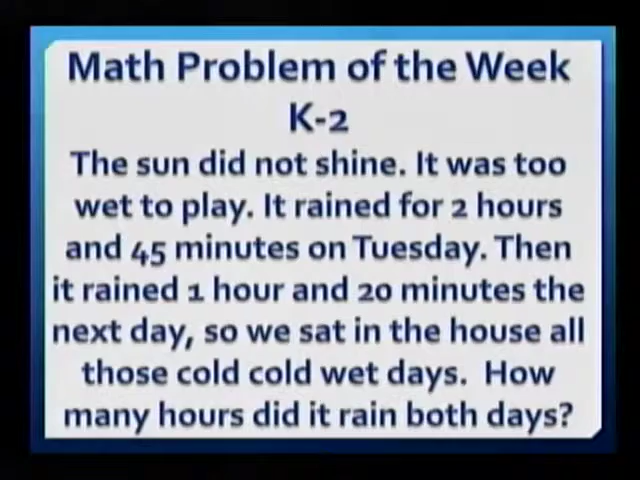 Math Problem of the Week
K-2
The sun did not shine. It was too
wet to play. It rained for 2 hours
and 45 minutes on Tuesday. Then
it rained 1 hour and 20 minutes the
next day, so we sat in the house all
those cold cold wet days.  How
many hours did it rain both days?